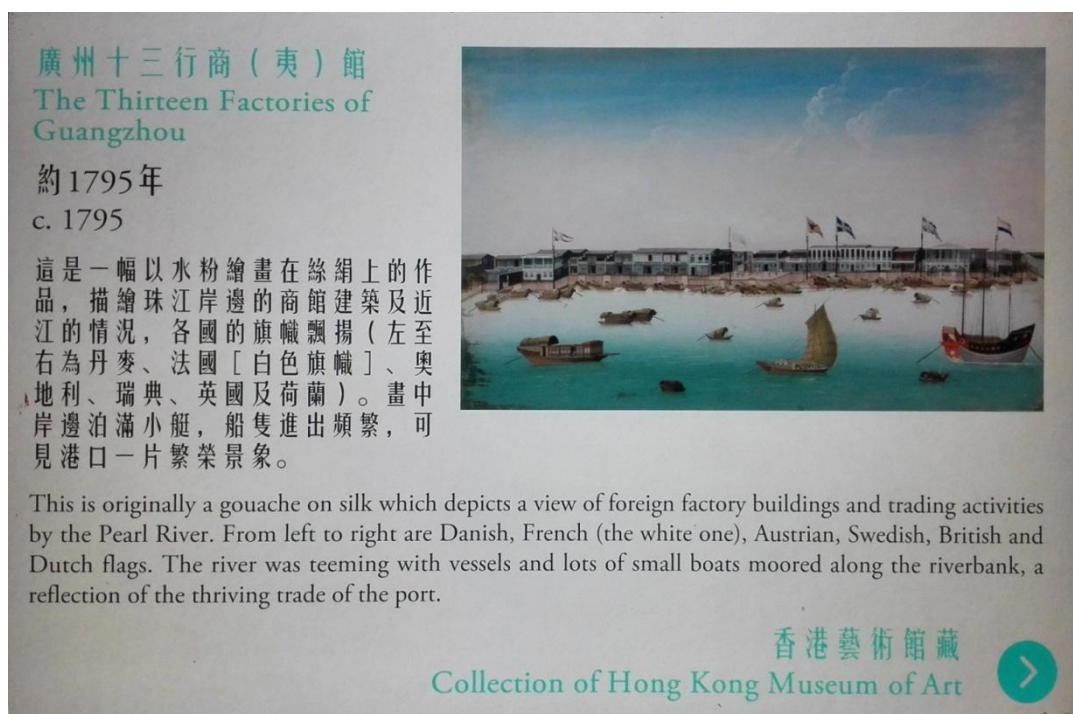 廣州十三行商（夷）館
The Thirteen Factories of
Guangzhou
約1795年
c. 1795
這是一幅以水粉繪畫在絲絹上的作
品，描繪珠江岸邊的商館建築及近
江的情況，各國的旗幟飄揚（左至
右為丹麥、法國［白色旗幟］、奧
地利、瑞典、英國及荷蘭）。畫中
岸邊泊滿小艇，船隻進出頻繁，可
見港口一片繁榮景象。
This is originally a gouache on silk which depicts a view of foreign factory buildings and trading activities
by the Pearl River. From left to right are Danish, French (the white one), Austrian, Swedish, British and
Dutch flags. The river was teeming with vessels and lots of small boats moored along the riverbank, a
reflection of the thriving trade of the port.
香港藝術館藏
Collection of Hong Kong Museum of Art